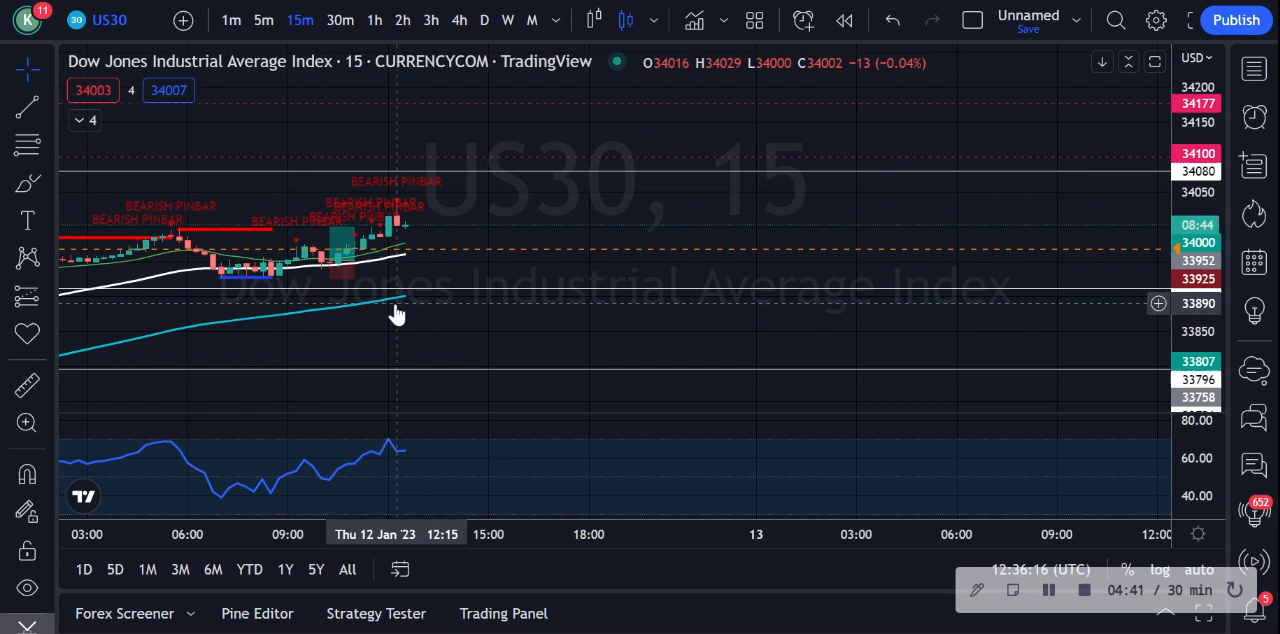 K
11
30 US30
1m 5m 15m 30m 1h 2h 3h 4h D W M
Unnamed
Save
Publish
Dow Jones Industrial Average Index · 15 · CURRENCYCOM · TradingView
O34016 H34029 L34000 C34002 −13 (−0.04%)
USD
34003 4 34007
4
US30, 15
Dow Jones Industrial Average Index
BEARISH PINBAR
BEARISH PINBAR
BEARISH PINBAR
BEARISH PINBAR
34200
34177
34150
34100
34080
34050
08:44
34000
33952
33925
33890
33850
33807
33796
33758
80.00
60.00
40.00
03:00 06:00 09:00 Thu 12 Jan '23 12:15 15:00 18:00 13 03:00 06:00 09:00 12:00
1D 5D 1M 3M 6M YTD 1Y 5Y All
12:36:16 (UTC) % log auto
04:41 / 30 min
Forex Screener Pine Editor Strategy Tester Trading Panel
652
5